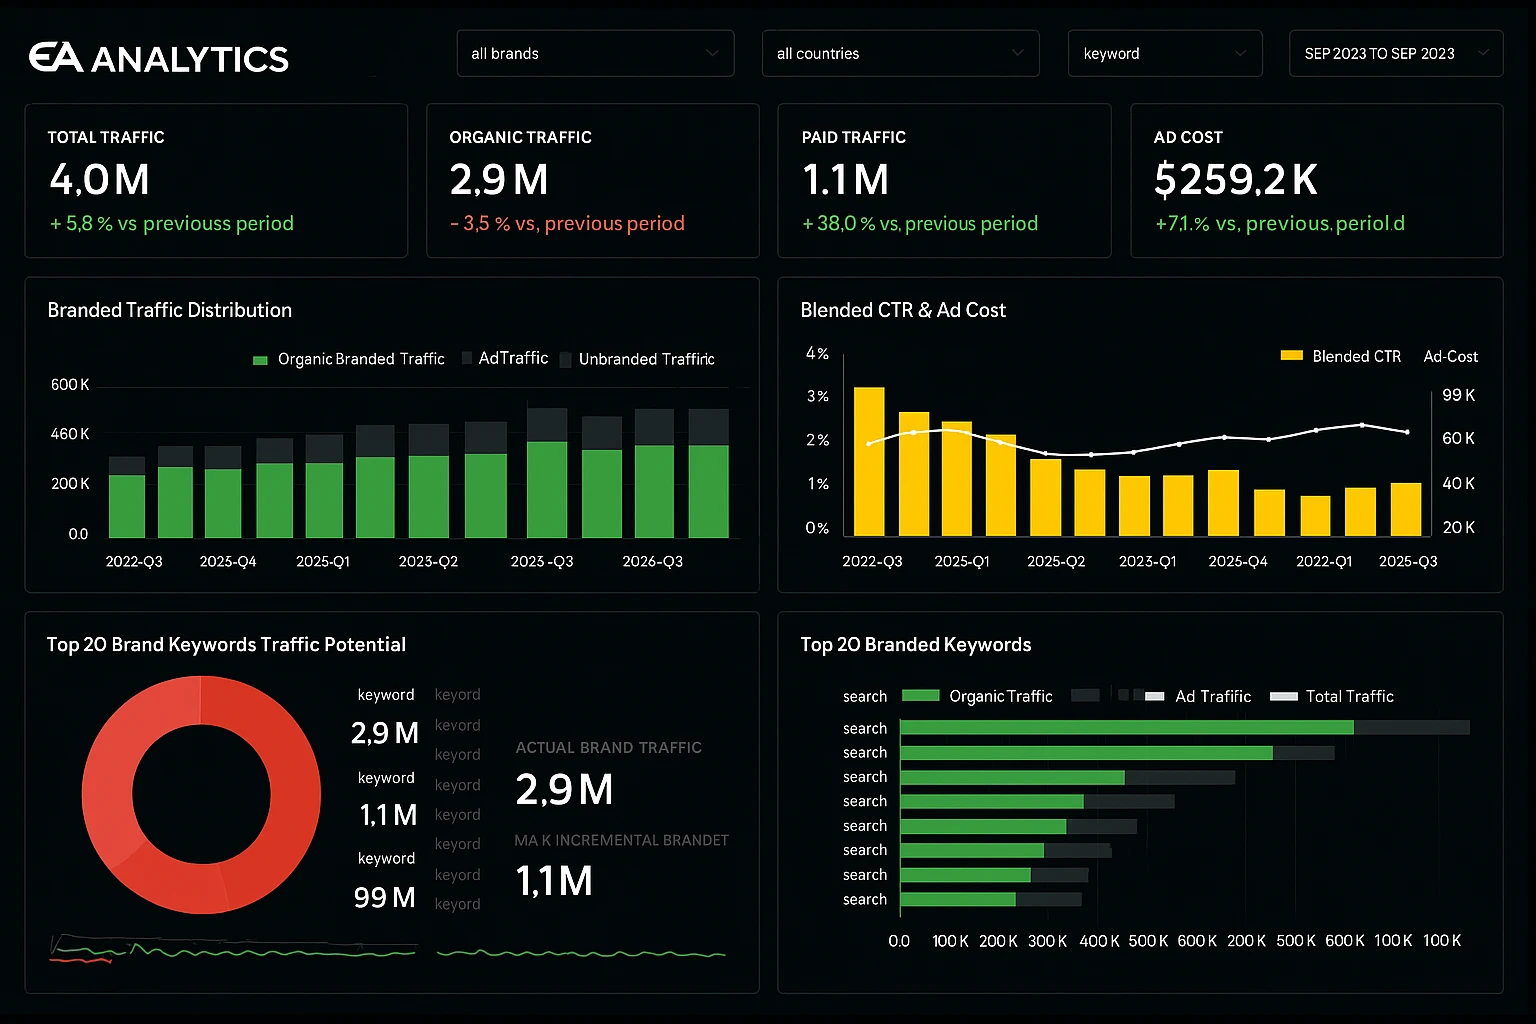 EA ANALYTICS
all brands
all countries
keyword
SEP 2023 TO SEP 2023
TOTAL TRAFFIC
4,0 M
+ 5,8 % vs previouss period
ORGANIC TRAFFIC
2,9 M
- 3,5 % vs, previous period
PAID TRAFFIC
1.1 M
+ 38,0 % vs, previous period
AD COST
$259,2 K
+7,1.% vs, previous.periol.d
Branded Traffic Distribution
Organic Branded Traffic
AdTraffic
Unbranded Traffiric
600 K
460 K
200 K
0.0
2022-Q3 2025-Q4 2025-Q1 2023-Q2 2023 -Q3 2026-Q3
Blended CTR & Ad Cost
Blended CTR
Ad-Cost
4%
3%
2%
1%
0%
99 K
60 K
40 K
20 K
2022-Q3 2025-Q1 2025-Q2 2023-Q1 2025-Q4 2022-Q1 2025-Q3
Top 20 Brand Keywords Traffic Potential
keyword
2,9 M
keyword
1,1 M
keyword
99 M
keyord
kevord
keyord
keyord
keyord
keyord
keyord
keyord
ACTUAL BRAND TRAFFIC
2,9 M
MA K INCREMENTAL BRANDET
1,1 M
Top 20 Branded Keywords
search
Organic Traffic
Ad Trafific
Total Traffic
search
search
search
search
search
search
search
search
0.0 100 K 200 K 300 K 400 K 500 K 600 K 200 K 500 K 600 K 100 K 100 K